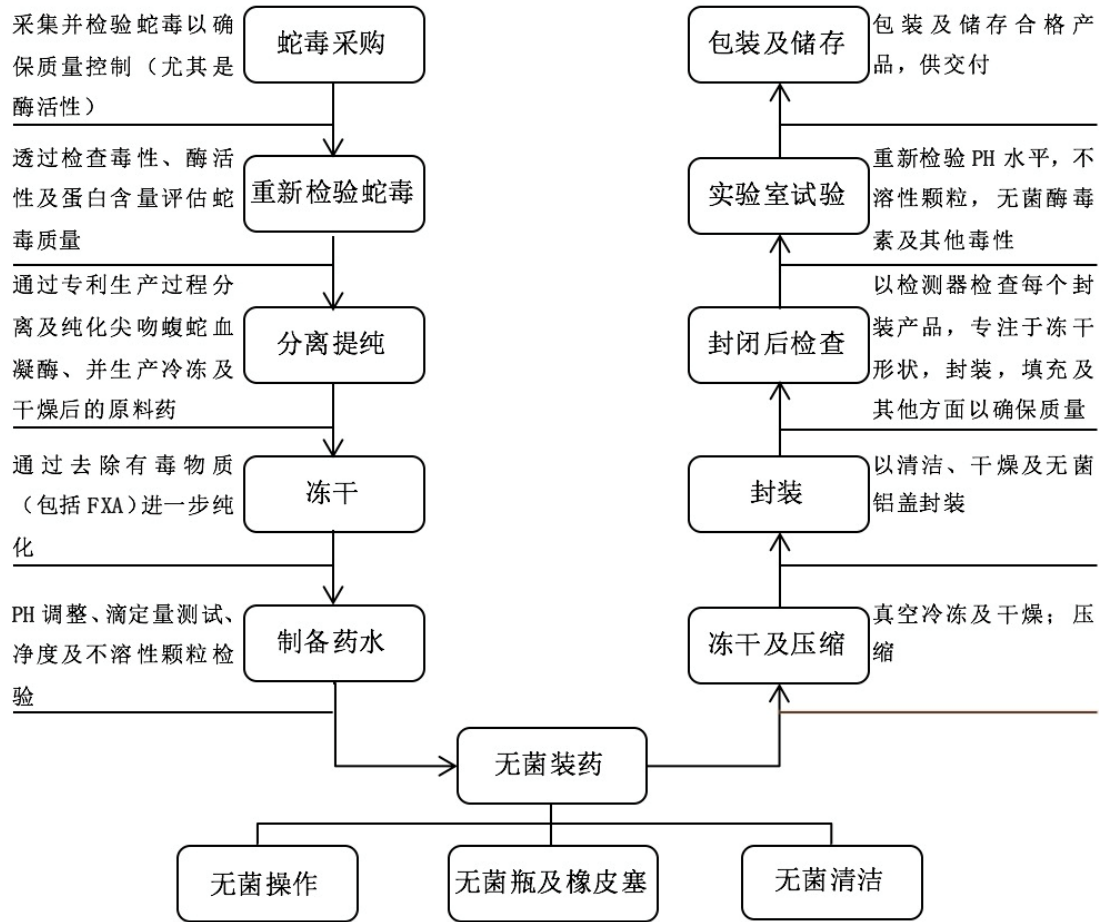 采集并检验蛇毒以确
保质量控制（尤其是
酶活性）
蛇毒采购
透过检查毒性、酶活
性及蛋白含量评估蛇
毒质量
重新检验蛇毒
通过专利生产过程分
离及纯化尖吻蝮蛇血
凝酶、并生产冷冻及
干燥后的原料药
分离提纯
通过去除有毒物质
（包括FXA）进一步纯
化
冻干
PH调整、滴定量测试、
净度及不溶性颗粒检
验
制备药水
无菌装药
无菌操作
无菌瓶及橡皮塞
无菌清洁
冻干及压缩
真空冷冻及干燥；压
缩
封装
以清洁、干燥及无菌
铝盖封装
封闭后检查
以检测器检查每个封
装产品，专注于冻干
形状，封装，填充及
其他方面以确保质量
实验室试验
重新检验PH水平，不
溶性颗粒，无菌酶毒
素及其他毒性
包装及储存
包装及储存合格产
品，供交付